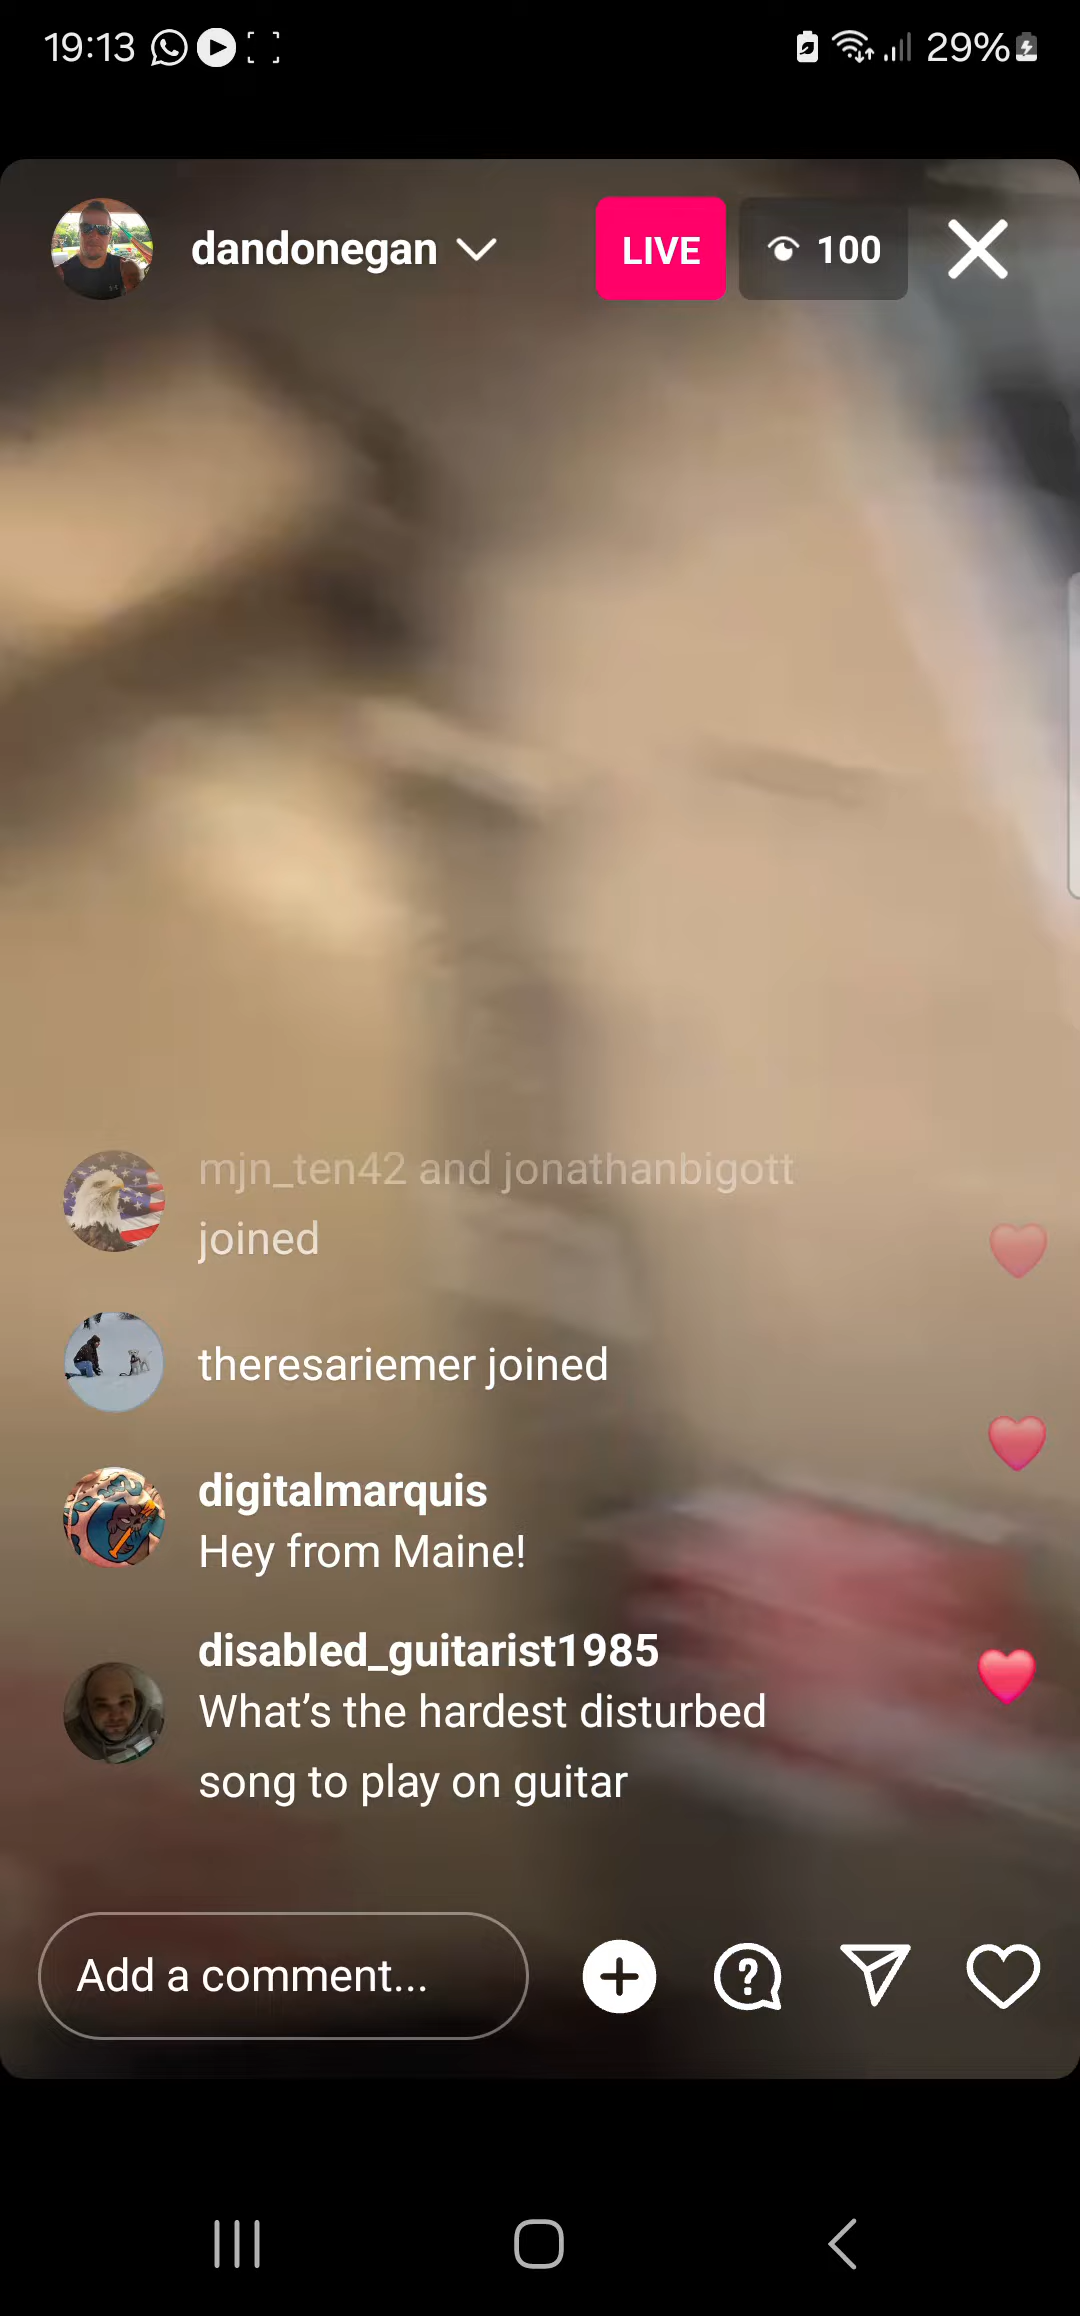 19:13
29%
dandonegan
LIVE
100
mjn_ten42 and jonathanbigott
joined
theresariemer joined
digitalmarquis
Hey from Maine!
disabled_guitarist1985
What’s the hardest disturbed
song to play on guitar
Add a comment...